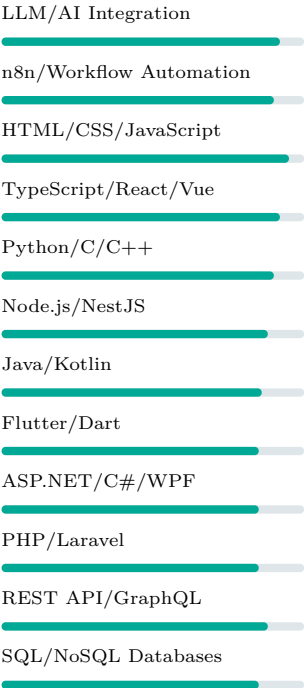 LLM/AI Integration
n8n/Workflow Automation
HTML/CSS/JavaScript
TypeScript/React/Vue
Python/C/C++
Node.js/NestJS
Java/Kotlin
Flutter/Dart
ASP.NET/C#/WPF
PHP/Laravel
REST API/GraphQL
SQL/NoSQL Databases